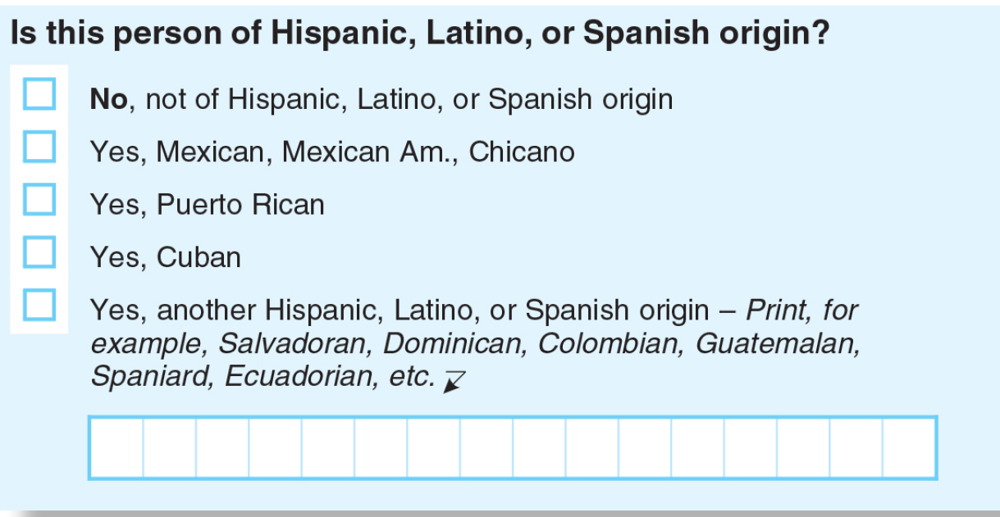 Is this person of Hispanic, Latino, or Spanish origin?
No, not of Hispanic, Latino, or Spanish origin
Yes, Mexican, Mexican Am., Chicano
Yes, Puerto Rican
Yes, Cuban
Yes, another Hispanic, Latino, or Spanish origin – Print, for
example, Salvadoran, Dominican, Colombian, Guatemalan,
Spaniard, Ecuadorian, etc.